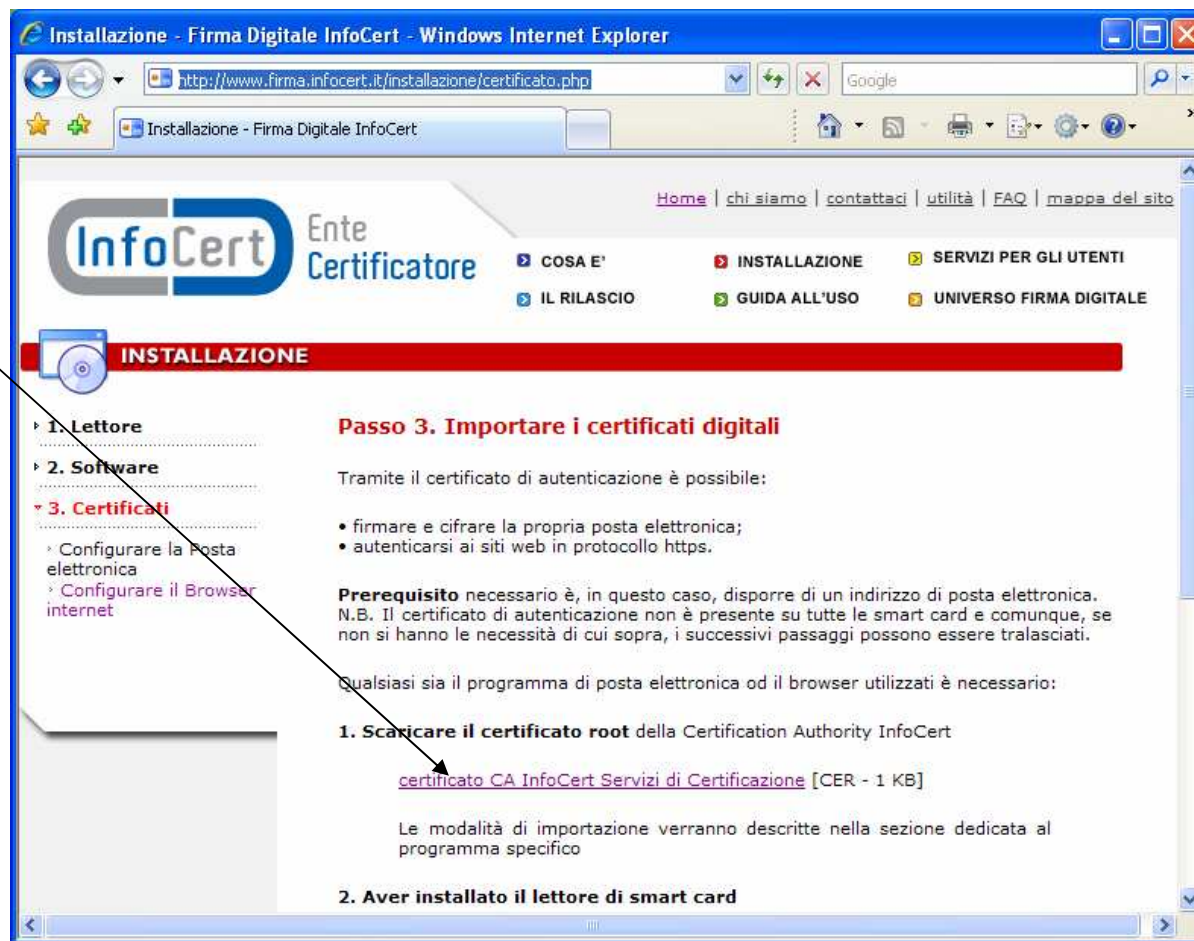 Installazione - Firma Digitale InfoCert - Windows Internet Explorer
http://www.firma.infocert.it/installazione/certificato.php
Google
Installazione - Firma Digitale InfoCert
Home | chi siamo | contattaci | utilità | FAQ | mappa del sito
InfoCert
Ente
Certificatore
COSA E'
INSTALLAZIONE
SERVIZI PER GLI UTENTI
IL RILASCIO
GUIDA ALL'USO
UNIVERSO FIRMA DIGITALE
INSTALLAZIONE
1. Lettore
2. Software
3. Certificati
Configurare la Posta
elettronica
Configurare il Browser
internet
Passo 3. Importare i certificati digitali
Tramite il certificato di autenticazione è possibile:
• firmare e cifrare la propria posta elettronica;
• autenticarsi ai siti web in protocollo https.
Prerequisito necessario è, in questo caso, disporre di un indirizzo di posta elettronica.
N.B. Il certificato di autenticazione non è presente su tutte le smart card e comunque, se
non si hanno le necessità di cui sopra, i successivi passaggi possono essere tralasciati.
Qualsiasi sia il programma di posta elettronica od il browser utilizzati è necessario:
1. Scaricare il certificato root della Certification Authority InfoCert
certificato CA InfoCert Servizi di Certificazione [CER - 1 KB]
Le modalità di importazione verranno descritte nella sezione dedicata al
programma specifico
2. Aver installato il lettore di smart card